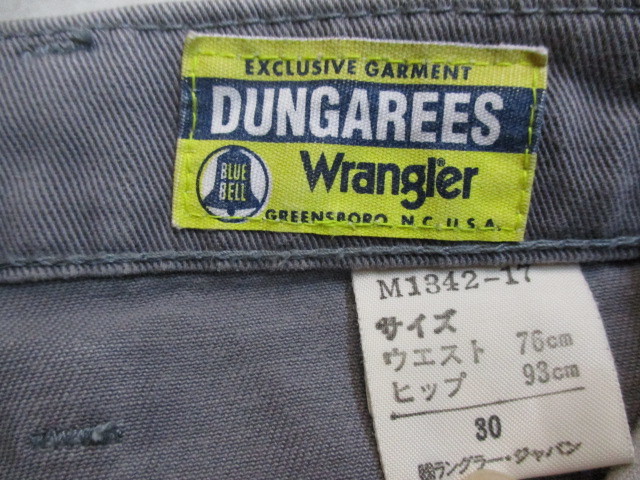 EXCLUSIVE GARMENT
DUNGAREES
BLUE
BELL
Wrangler
GREENSBORO, N.C. U.S.A.
M1342-17
サイズ
ウエスト 76cm
ヒップ 93cm
30
㈱ラングラー・ジャパン